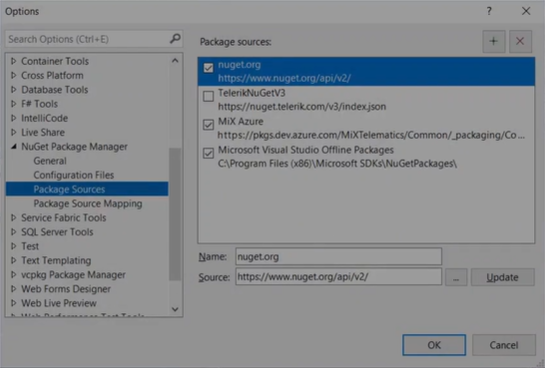 Options
? ×
Search Options (Ctrl+E)
Container Tools
Cross Platform
Database Tools
F# Tools
IntelliCode
Live Share
NuGet Package Manager
General
Configuration Files
Package Sources
Package Source Mapping
Service Fabric Tools
SQL Server Tools
Test
Text Templating
vcpkg Package Manager
Web Forms Designer
Web Live Preview
Web Performance Test Tools
Package sources:
nuget.org
https://www.nuget.org/api/v2/
TelerikNuGetV3
https://nuget.telerik.com/v3/index.json
MiX Azure
https://pkgs.dev.azure.com/MiXTelematics/Common/_packaging/Co...
Microsoft Visual Studio Offline Packages
C:\Program Files (x86)\Microsoft SDKs\NuGetPackages\
Name: nuget.org
Source: https://www.nuget.org/api/v2/ ... Update
OK Cancel